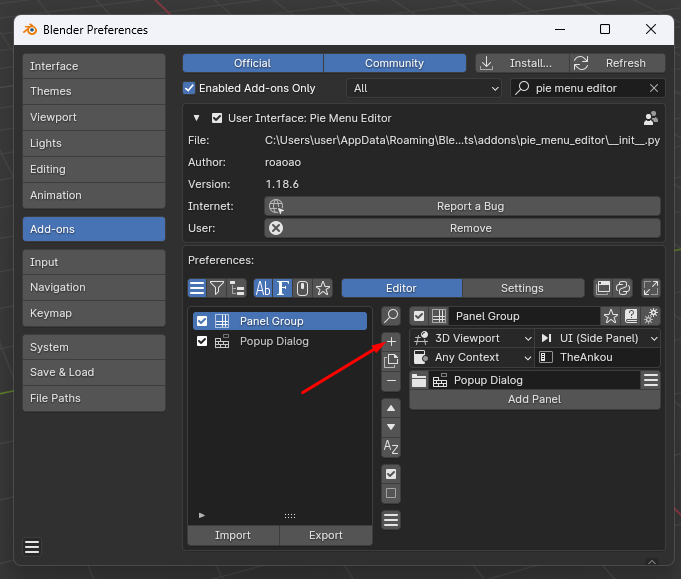 Blender Preferences
Interface
Themes
Viewport
Lights
Editing
Animation
Add-ons
Input
Navigation
Keymap
System
Save & Load
File Paths
Official Community Install... Refresh
Enabled Add-ons Only All pie menu editor
User Interface: Pie Menu Editor
File: C:\Users\user\AppData\Roaming\Ble...ts\addons\pie_menu_editor\__init__.py
Author: roaoao
Version: 1.18.6
Internet: Report a Bug
User: Remove
Preferences:
Ab F Editor Settings
Panel Group
Popup Dialog
Import Export
AZ
Panel Group
3D Viewport UI (Side Panel)
Any Context TheAnkou
Popup Dialog
Add Panel